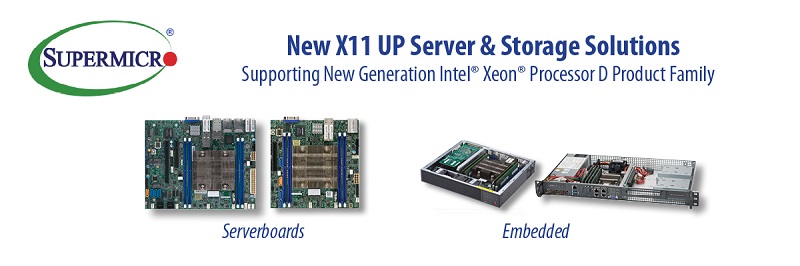 SUPERMICR
New X11 UP Server & Storage Solutions
Supporting New Generation Intel® Xeon® Processor D Product Family
Serverboards
Embedded